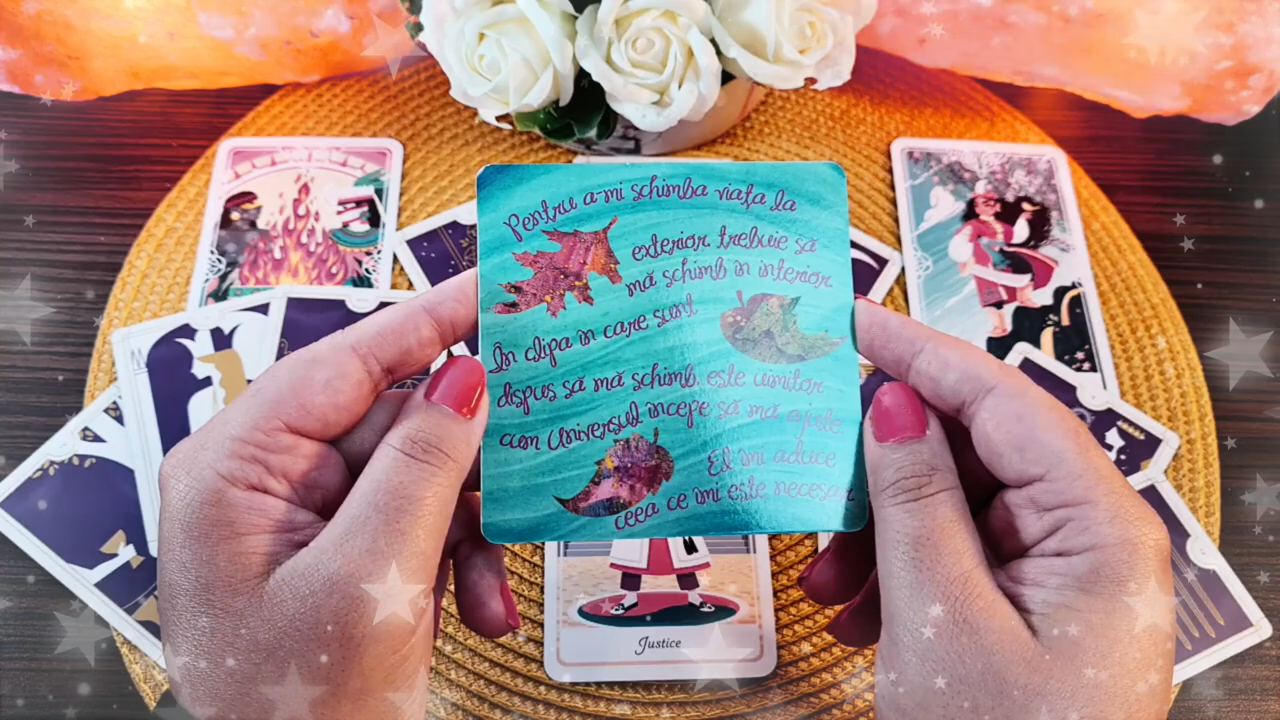 Pentru a-mi schimba viața la
exterior trebuie să
mă schimb în interior
În clipa în care sunt
dispus să mă schimb, este uimitor
cum Universul începe să mă ajute
El îmi aduce
ceea ce îmi este necesar
Justice